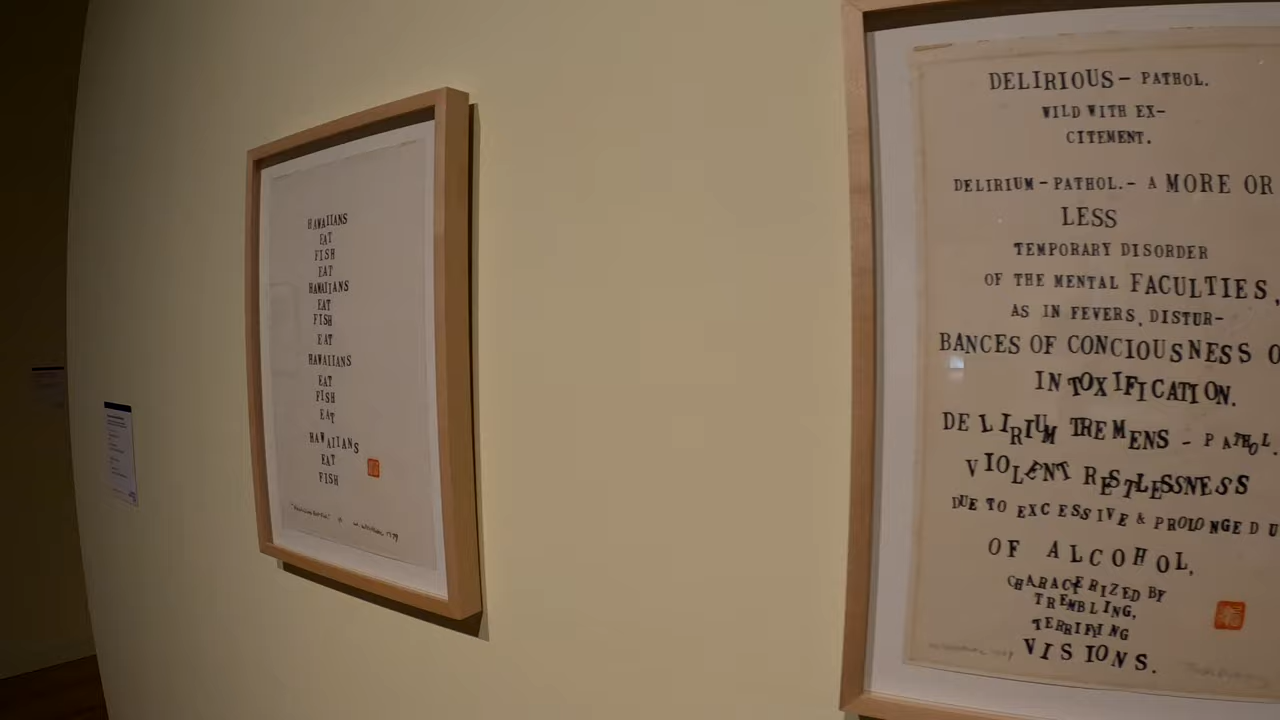 HAWAIIANS
EAT
FISH
EAT
HAWAIIANS
EAT
FISH
EAT
HAWAIIANS
EAT
FISH
EAT
HAWAIIANS
EAT
FISH
1979
DELIRIOUS - PATHOL.
WILD WITH EX-
CITEMENT.
DELIRIUM - PATHOL. - A MORE OR
LESS
TEMPORARY DISORDER
OF THE MENTAL FACULTIES,
AS IN FEVERS, DISTUR-
BANCES OF CONCIOUSNESS O
INTOXIFICATION.
DELIRIUM TREMENS - PATHOL.
VIOLENT RESTLESSNESS
DUE TO EXCESSIVE & PROLONGED U
OF ALCOHOL,
CHARACTERIZED BY
TREMBLING,
TERRIFYING
VISIONS.